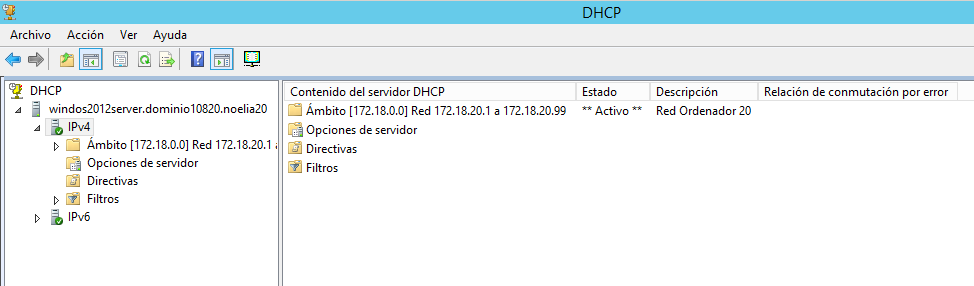 DHCP
Archivo Acción Ver Ayuda
DHCP
windos2012server.dominio10820.noelia20
IPv4
Ámbito [172.18.0.0] Red 172.18.20.1
Opciones de servidor
Directivas
Filtros
IPv6
Contenido del servidor DHCP Estado Descripción Relación de conmutación por error
Ámbito [172.18.0.0] Red 172.18.20.1 a 172.18.20.99 ** Activo ** Red Ordenador 20
Opciones de servidor
Directivas
Filtros